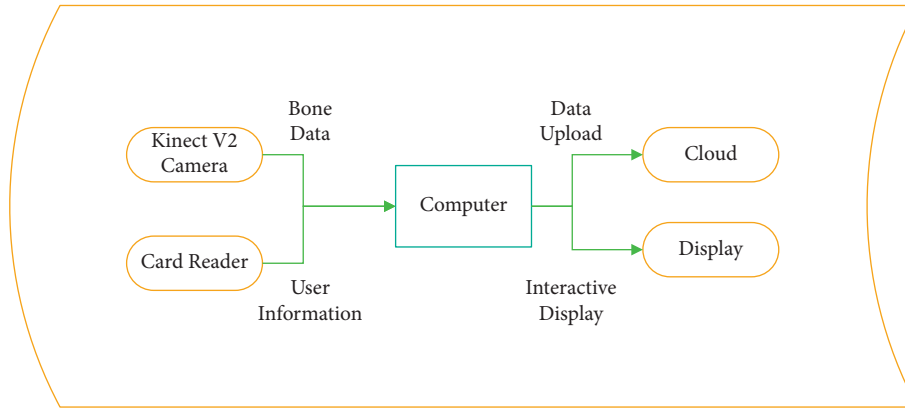 Bone
Data
Data
Upload
Kinect V2
Camera
Cloud
Computer
Card Reader
Display
User
Information
Interactive
Display